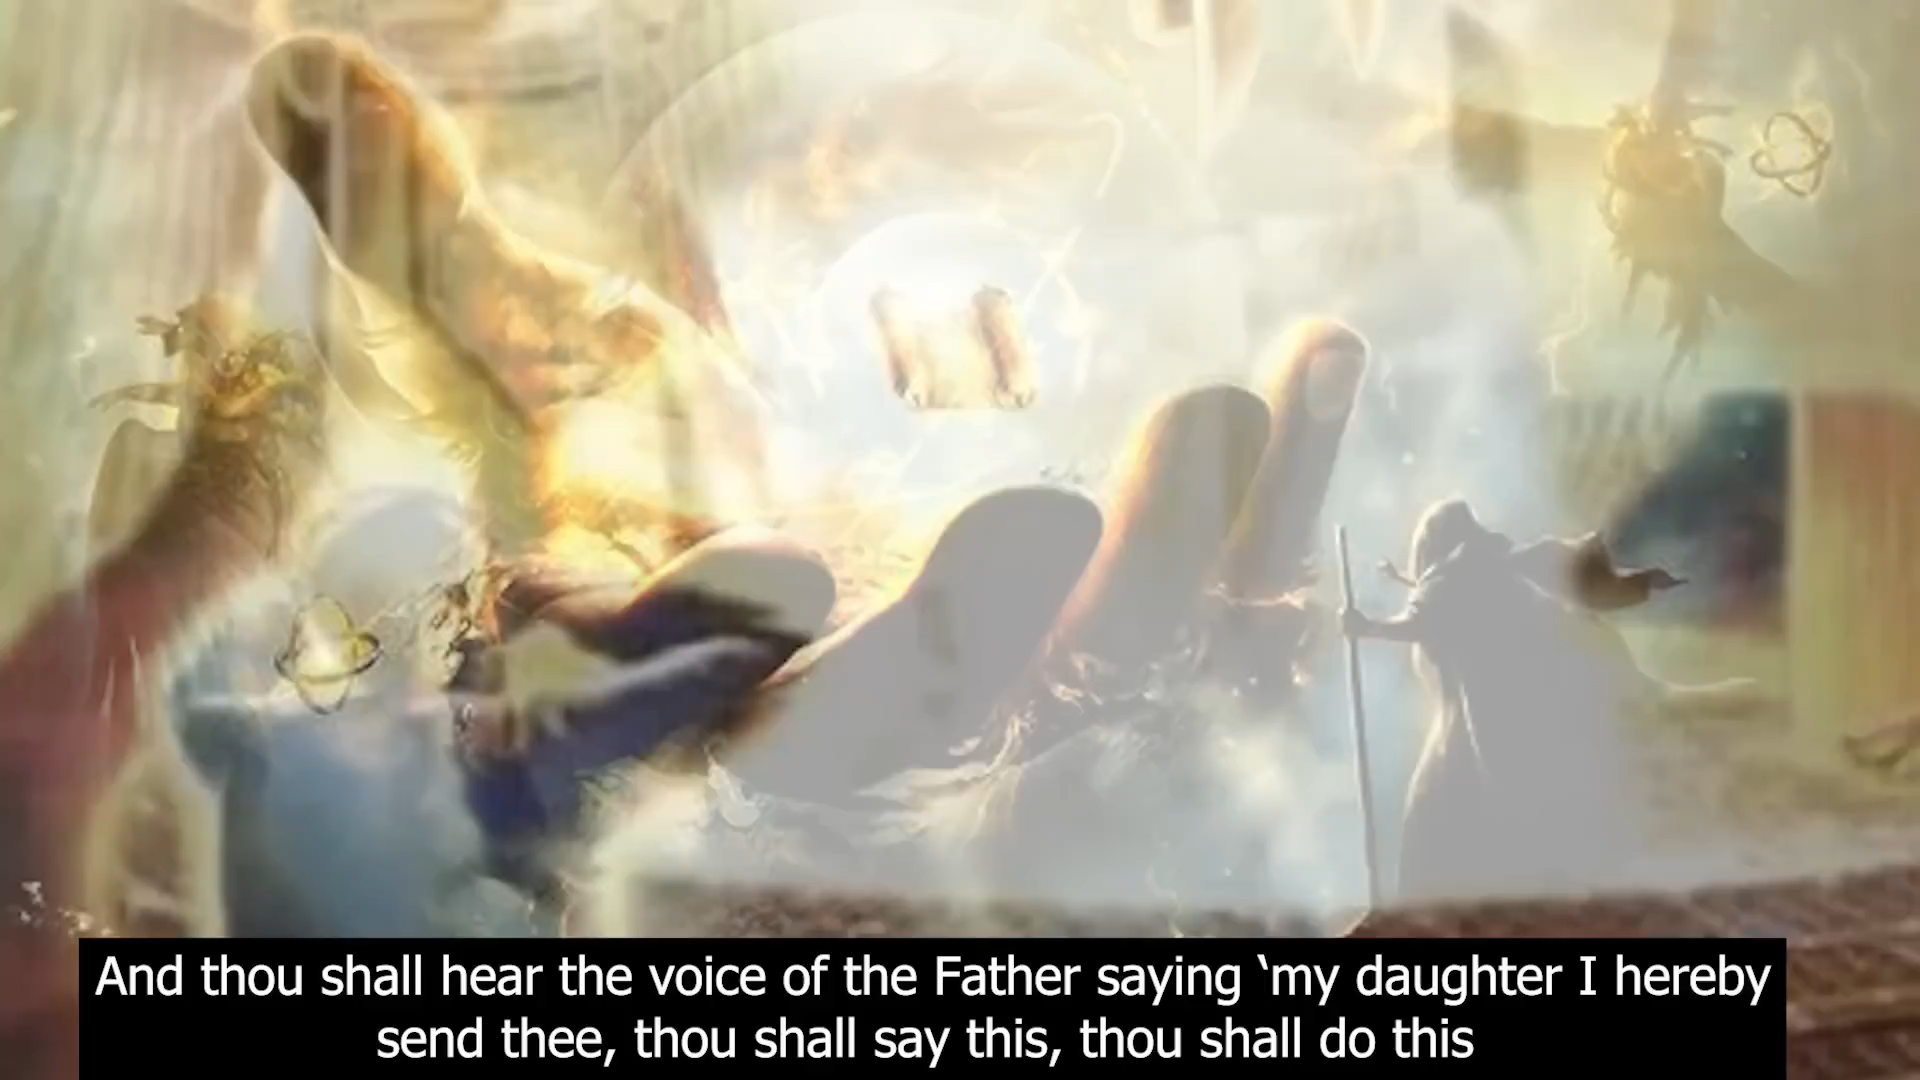 And thou shall hear the voice of the Father saying ‘my daughter I hereby
send thee, thou shall say this, thou shall do this